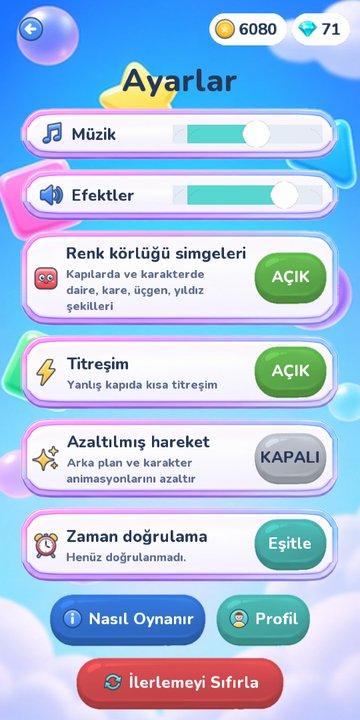 6080 71
Ayarlar
Müzik
Efektler
Renk körlüğü simgeleri
Kapılarda ve karakterde
daire, kare, üçgen, yıldız
şekilleri
AÇIK
Titreşim
Yanlış kapıda kısa titreşim
AÇIK
Azaltılmış hareket
Arka plan ve karakter
animasyonlarını azaltır
KAPALI
Zaman doğrulama
Henüz doğrulanmadı.
Eşitle
Nasıl Oynanır Profil
İlerlemeyi Sıfırla